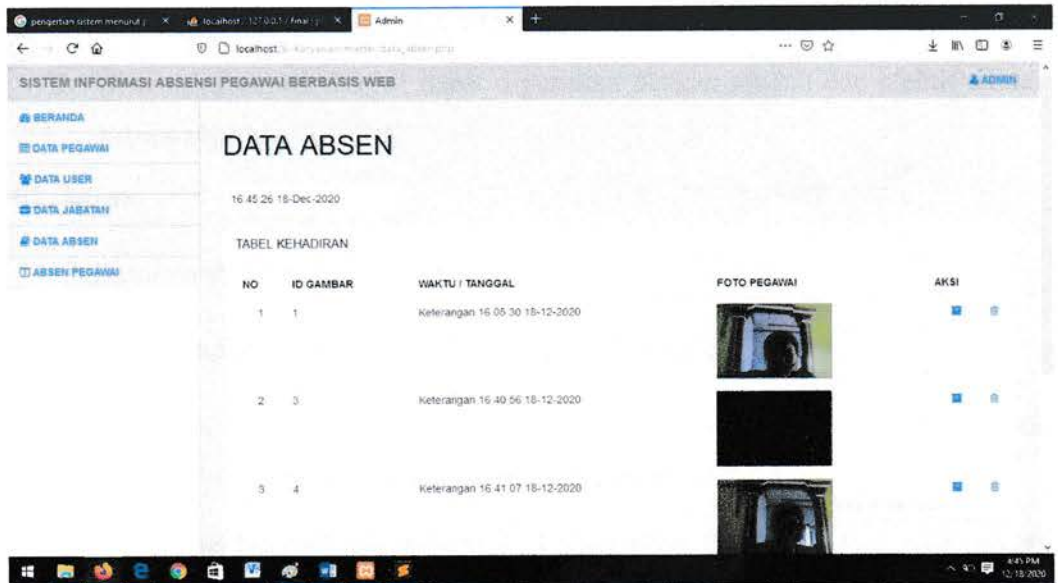 pengertian sistem menurut
localhost / 127.0.0.1 / final
Admin
localhost
SISTEM INFORMASI ABSENSI PEGAWAI BERBASIS WEB
ADMIN
BERANDA
DATA PEGAWAI
DATA USER
DATA JABATAN
DATA ABSEN
ABSEN PEGAWAI
DATA ABSEN
16:45:26 18-Dec-2020
TABEL KEHADIRAN
NO ID GAMBAR WAKTU / TANGGAL FOTO PEGAWAI AKSI
1 1 Keterangan 16:05:30 18-12-2020
2 3 Keterangan 16:40:56 18-12-2020
3 4 Keterangan 16:41:07 18-12-2020
4:45 PM
12/18/2020